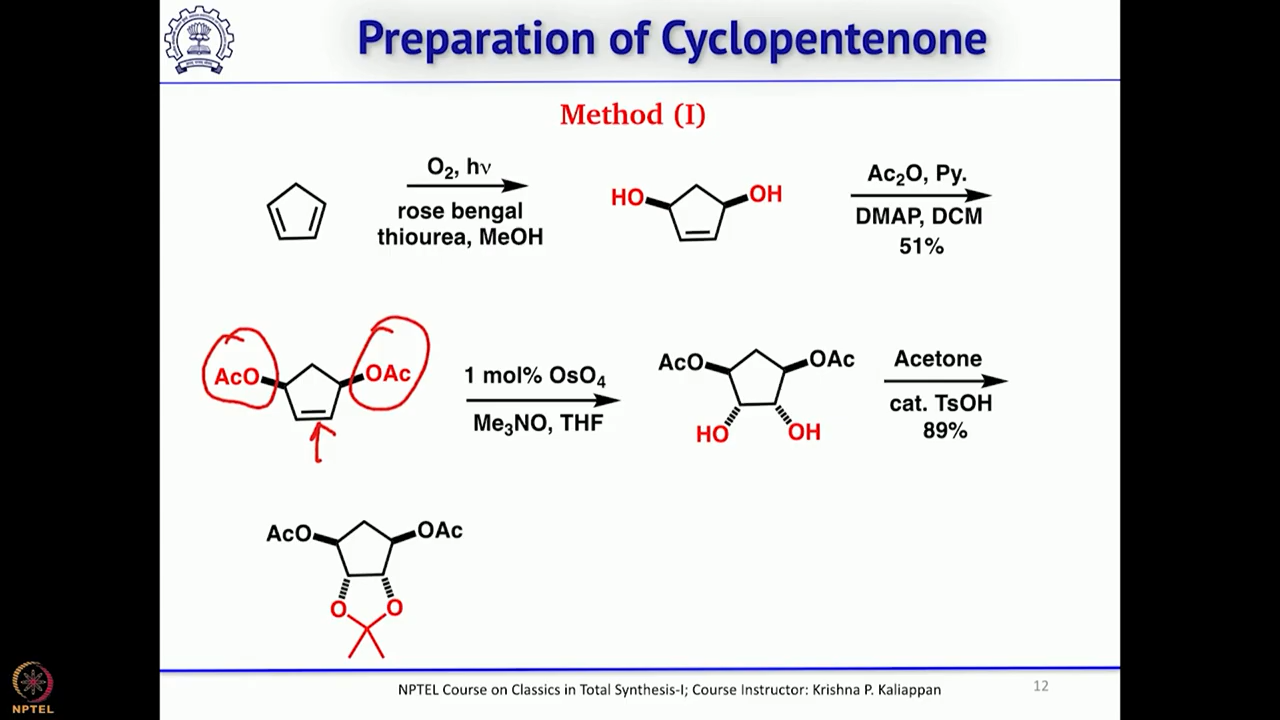 Preparation of Cyclopentenone
Method (I)
O₂, hν
rose bengal
thiourea, MeOH
HO
OH
Ac₂O, Py.
DMAP, DCM
51%
AcO
OAc
1 mol% OsO₄
Me₃NO, THF
AcO
OAc
HO
OH
Acetone
cat. TsOH
89%
AcO
OAc
O
O
NPTEL
NPTEL Course on Classics in Total Synthesis-I; Course Instructor: Krishna P. Kaliappan
12